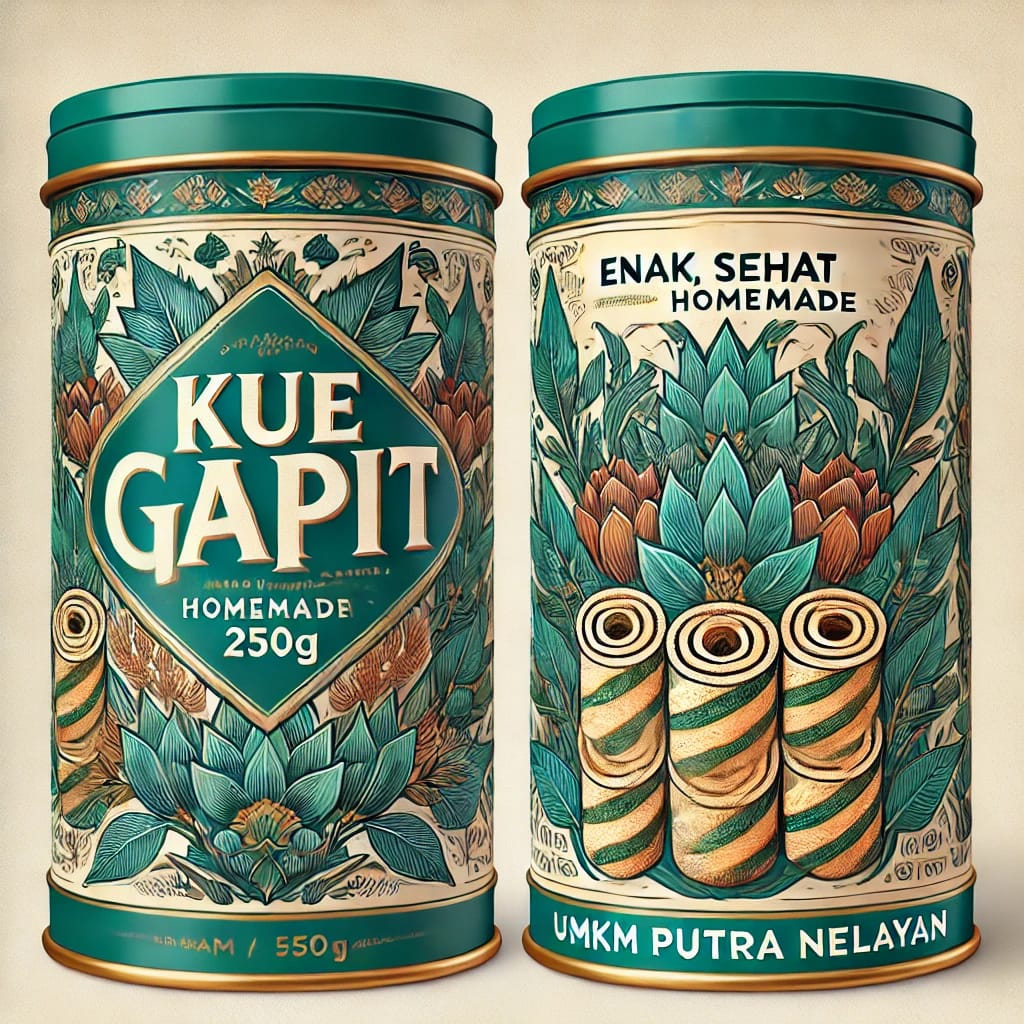 KUE
GAPIT
HOMEMADE
250g
/ 550g
ENAK, SEHAT
HOMEMADE
UMKM PUTRA NELAYAN